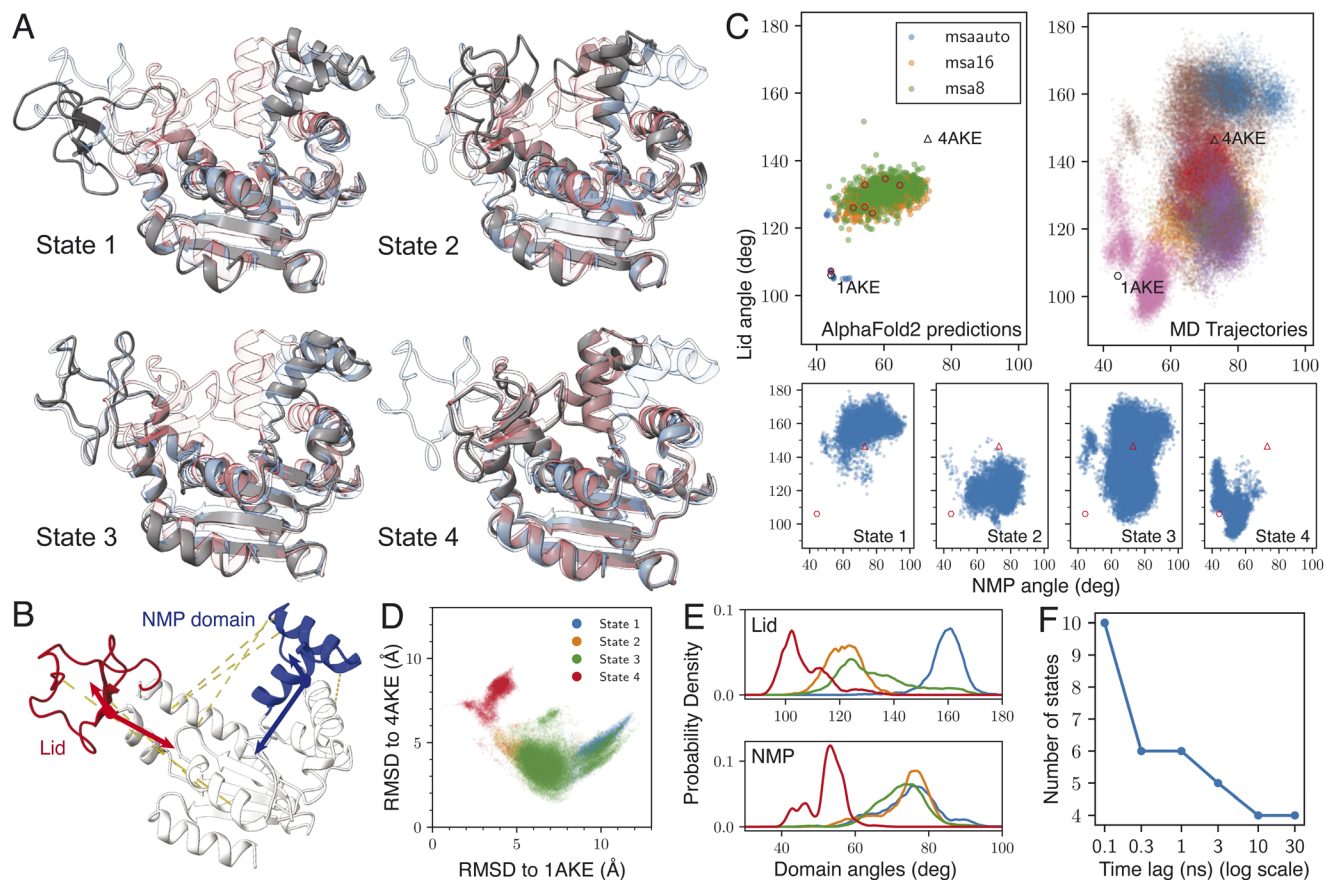 A
State 1
State 2
State 3
State 4
B
NMP domain
Lid
C
180
160
140
120
100
40
60
80
100
Lid angle (deg)
msaauto
msa16
msa8
4AKE
1AKE
AlphaFold2 predictions
180
160
140
120
100
40
60
80
100
4AKE
1AKE
MD Trajectories
180
160
140
120
100
40
60
80
100
State 1
40
60
80
100
State 2
40
60
80
100
State 3
40
60
80
100
State 4
NMP angle (deg)
D
RMSD to 4AKE (Å)
10
5
0
0
5
10
RMSD to 1AKE (Å)
State 1
State 2
State 3
State 4
E
Probability Density
0.1
0.0
Lid
100
120
140
160
180
0.1
0.0
NMP
40
60
80
100
Domain angles (deg)
F
Number of states
10
9
8
7
6
5
4
0.1
0.3
1
3
10
30
Time lag (ns) (log scale)